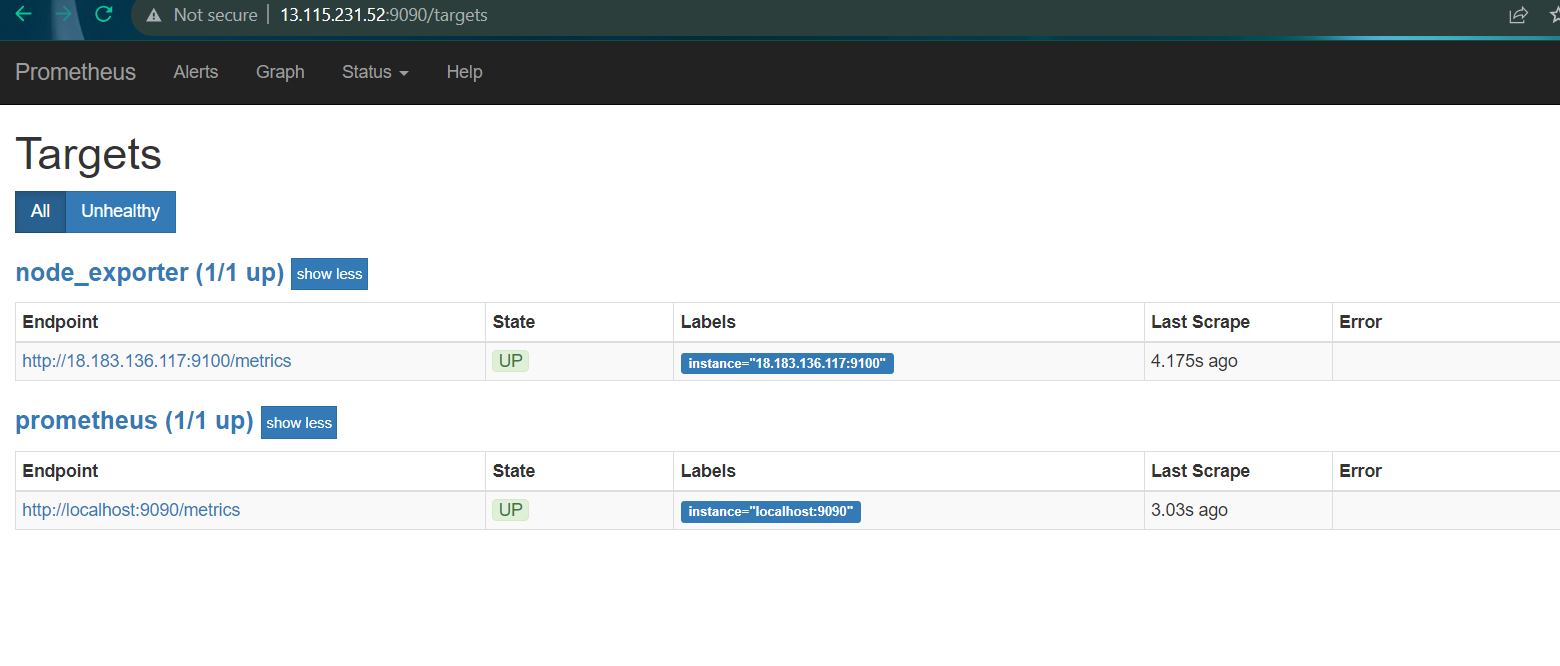 Not secure 13.115.231.52:9090/targets
Prometheus Alerts Graph Status Help
Targets
All Unhealthy
node_exporter (1/1 up) show less
Endpoint State Labels Last Scrape Error
http://18.183.136.117:9100/metrics UP instance="18.183.136.117:9100" 4.175s ago
prometheus (1/1 up) show less
Endpoint State Labels Last Scrape Error
http://localhost:9090/metrics UP instance="localhost:9090" 3.03s ago